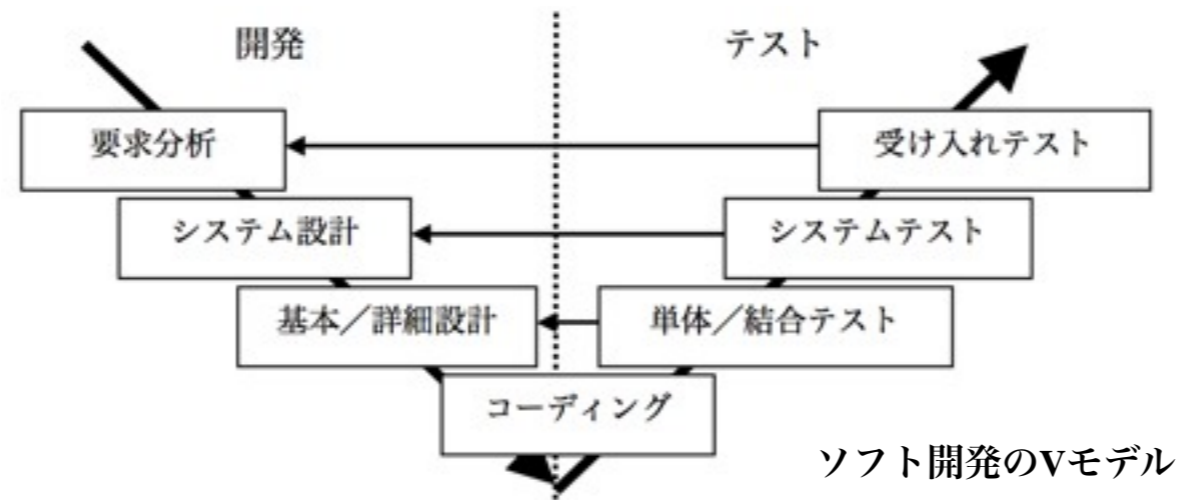 開発
テスト
要求分析
受け入れテスト
システム設計
システムテスト
基本／詳細設計
単体／結合テスト
コーディング
ソフト開発のVモデル